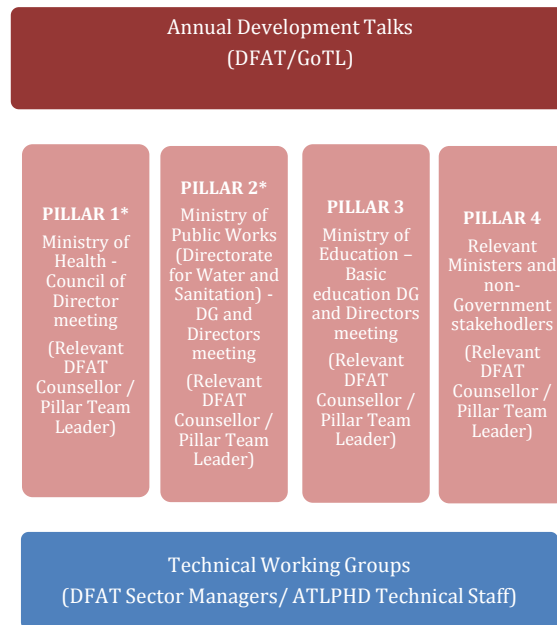 Annual Development Talks
(DFAT/GoTL)
PILLAR 1*
Ministry of
Health -
Council of
Director
meeting
(Relevant
DFAT
Counsellor /
Pillar Team
Leader)
PILLAR 2*
Ministry of
Public Works
(Directorate
for Water and
Sanitation) -
DG and
Directors
meeting
(Relevant
DFAT
Counsellor /
Pillar Team
Leader)
PILLAR 3
Ministry of
Education –
Basic
education DG
and Directors
meeting
(Relevant
DFAT
Counsellor /
Pillar Team
Leader)
PILLAR 4
Relevant
Ministers and
non-
Government
stakehodlers
(Relevant
DFAT
Counsellor /
Pillar Team
Leader)
Technical Working Groups
(DFAT Sector Managers/ ATLPHD Technical Staff)